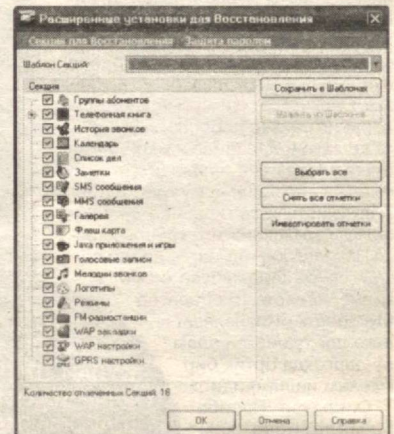 Расширенные установки для Восстановления
Секции для Восстановления Защита паролем
Шаблон Секций:
Секция
Группы абонентов
Телефонная книга
История звонков
Календарь
Список дел
Заметки
SMS сообщения
MMS сообщения
Галерея
Флеш карта
Java приложения и игры
Голосовые записи
Мелодии звонков
Логотипы
Режимы
FM-радиостанции
WAP закладки
WAP настройки
GPRS настройки
Сохранить в Шаблонах
Выбрать все
Снять все отметки
Инвертировать отметки
Количество отмеченных Секций: 18
OK Отмена Справка